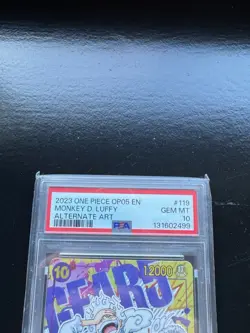 2023 ONE PIECE OP05 EN #119
MONKEY D. LUFFY GEM MT
ALTERNATE ART 10
PSA 131602499
10 12000
GEAR5